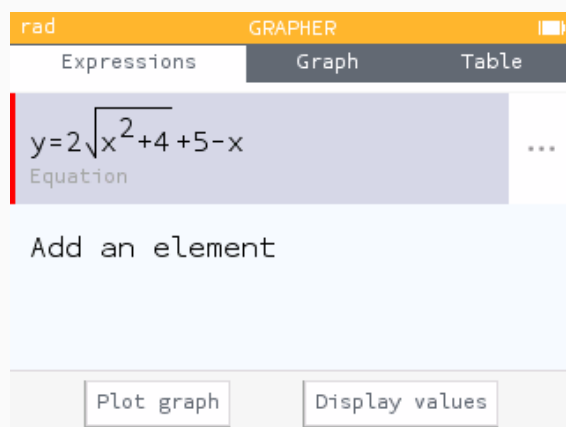 rad GRAPHER
Expressions Graph Table
y=2√x²+4+5-x
...
Equation
Add an element
Plot graph Display values